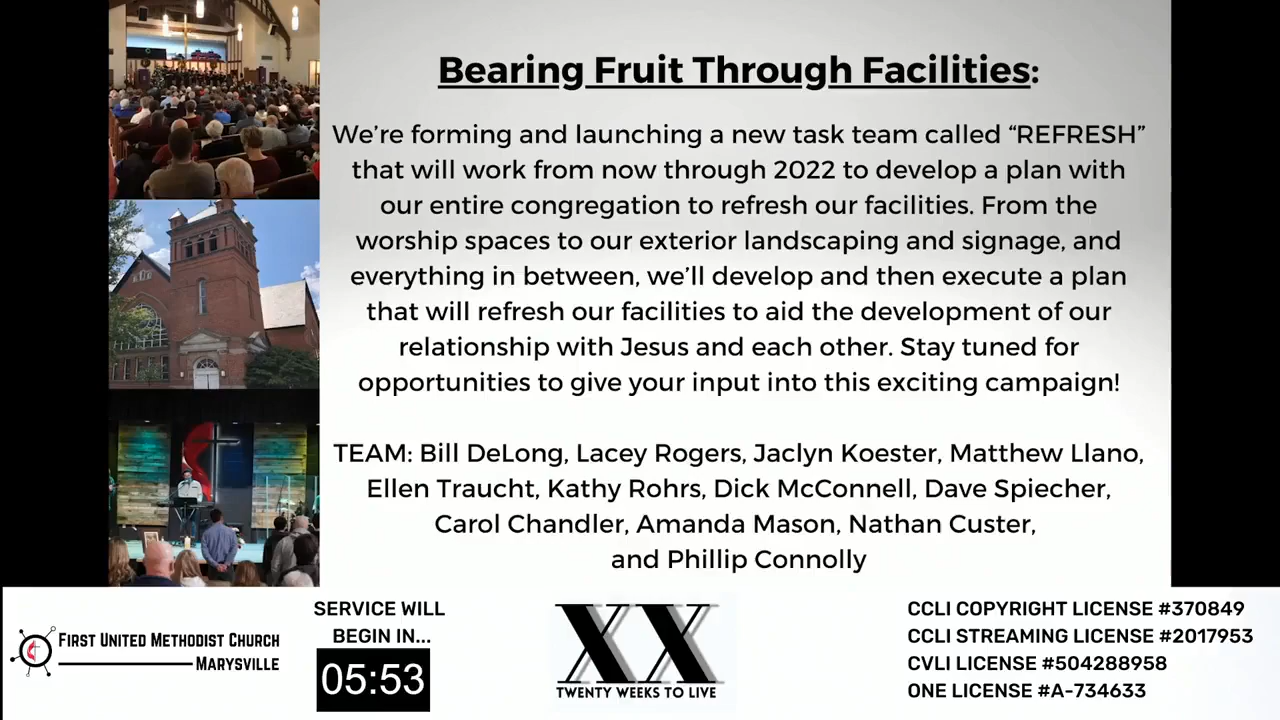 Bearing Fruit Through Facilities:
We're forming and launching a new task team called “REFRESH”
that will work from now through 2022 to develop a plan with
our entire congregation to refresh our facilities. From the
worship spaces to our exterior landscaping and signage, and
everything in between, we'll develop and then execute a plan
that will refresh our facilities to aid the development of our
relationship with Jesus and each other. Stay tuned for
opportunities to give your input into this exciting campaign!
TEAM: Bill DeLong, Lacey Rogers, Jaclyn Koester, Matthew Llano,
Ellen Traucht, Kathy Rohrs, Dick McConnell, Dave Spiecher,
Carol Chandler, Amanda Mason, Nathan Custer,
and Phillip Connolly
FIRST UNITED METHODIST CHURCH
MARYSVILLE
SERVICE WILL
BEGIN IN...
05:53
XX
TWENTY WEEKS TO LIVE
CCLI COPYRIGHT LICENSE #370849
CCLI STREAMING LICENSE #2017953
CVLI LICENSE #504288958
ONE LICENSE #A-734633